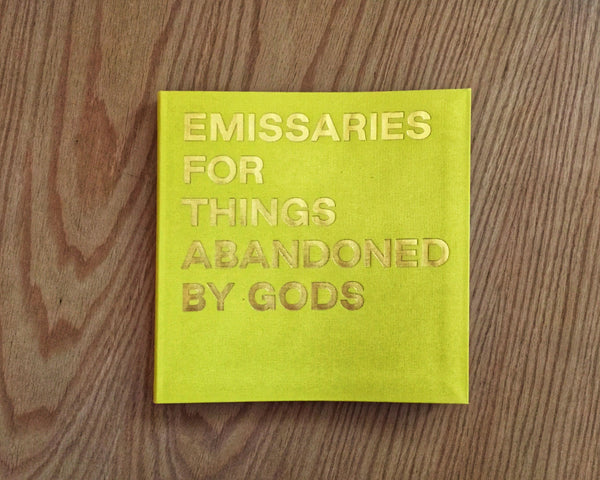 EMISSARIES
FOR
THINGS
ABANDONED
BY GODS